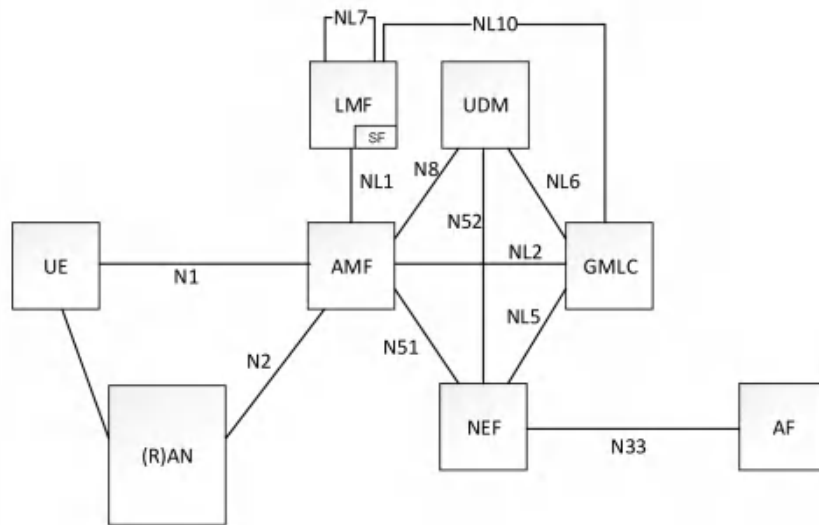 NL7
NL10
LMF
UDM
SF
NL1
N8
NL6
N52
UE
AMF
NL2
GMLC
N1
NL5
N51
N2
NEF
AF
N33
(R)AN